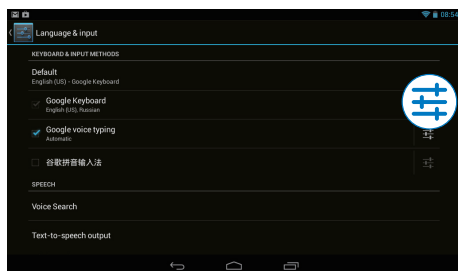 08:54
Language & input
KEYBOARD & INPUT METHODS
Default
English (US) - Google Keyboard
Google Keyboard
English (US), Russian
Google voice typing
Automatic
谷歌拼音输入法
SPEECH
Voice Search
Text-to-speech output